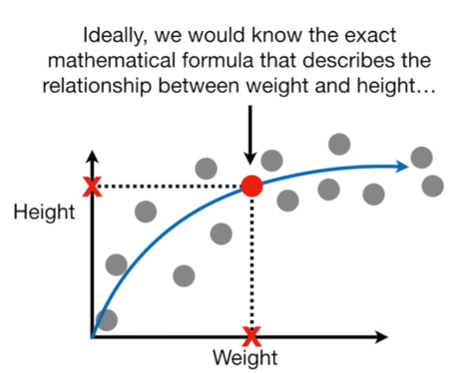 Ideally, we would know the exact
mathematical formula that describes the
relationship between weight and height…
Height
Weight